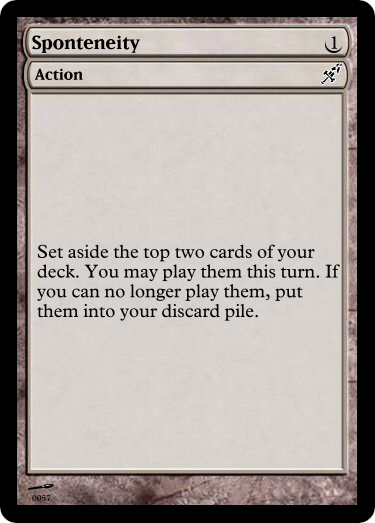 Sponteneity 1
Action
Set aside the top two cards of your
deck. You may play them this turn. If
you can no longer play them, put
them into your discard pile.
0057